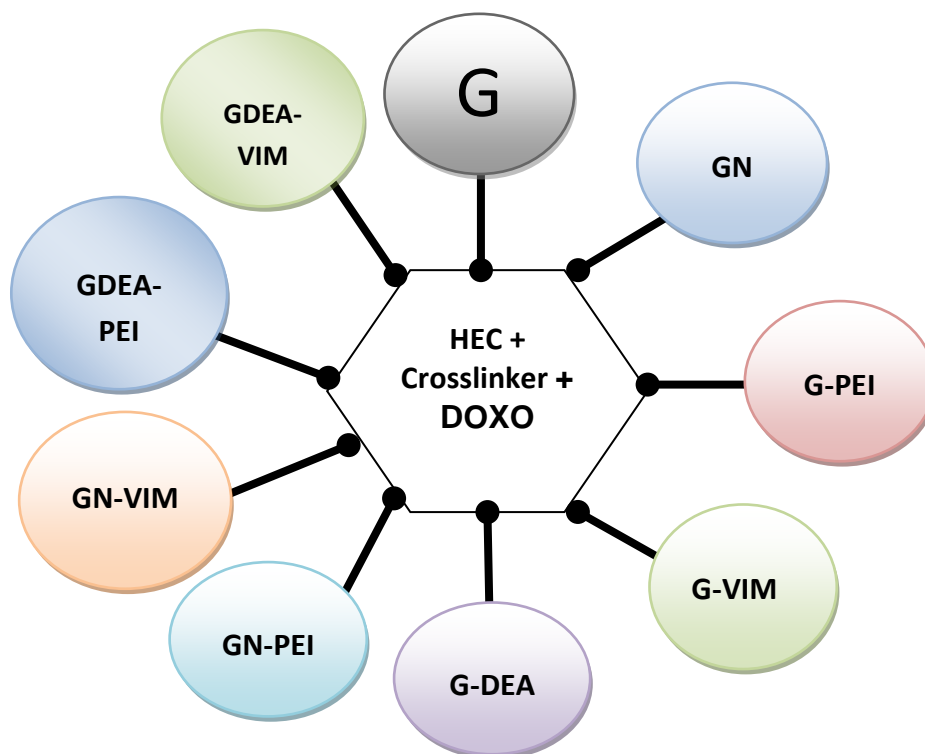 G
GN
G-PEI
G-VIM
G-DEA
GN-PEI
GN-VIM
GDEA-
PEI
GDEA-
VIM
HEC +
Crosslinker +
DOXO